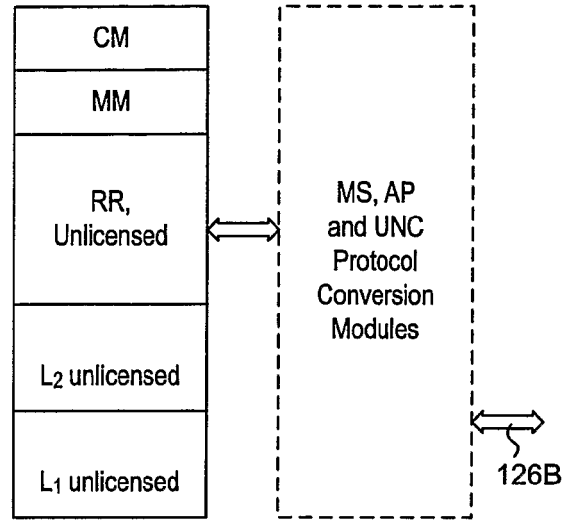 CM
MM
RR,
Unlicensed
L2 unlicensed
L1 unlicensed
MS, AP
and UNC
Protocol
Conversion
Modules
126B